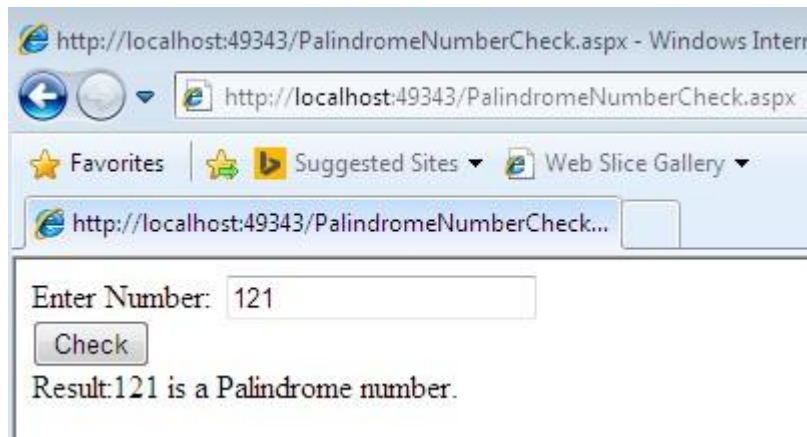 http://localhost:49343/PalindromeNumberCheck.aspx - Windows Inter
http://localhost:49343/PalindromeNumberCheck.aspx
Favorites Suggested Sites Web Slice Gallery
http://localhost:49343/PalindromeNumberCheck...
Enter Number: 121
Check
Result:121 is a Palindrome number.